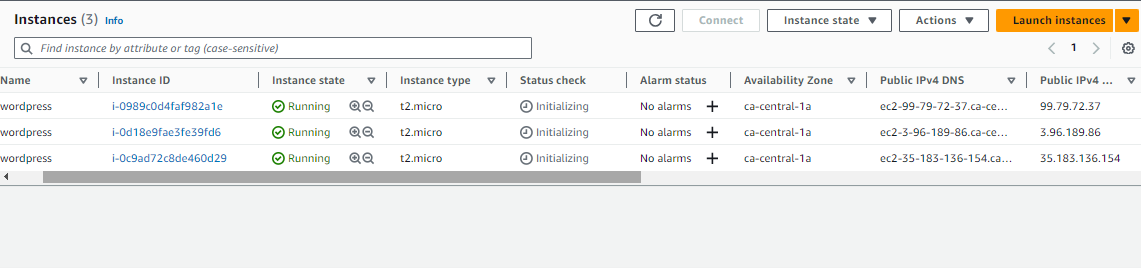 Instances (3) Info Connect Instance state Actions Launch instances
Find instance by attribute or tag (case-sensitive) 1
Name Instance ID Instance state Instance type Status check Alarm status Availability Zone Public IPv4 DNS Public IPv4 ...
wordpress i-0989c0d4faf982a1e Running t2.micro Initializing No alarms + ca-central-1a ec2-99-79-72-37.ca-ce... 99.79.72.37
wordpress i-0d18e9fae3fe39fd6 Running t2.micro Initializing No alarms + ca-central-1a ec2-3-96-189-86.ca-ce... 3.96.189.86
wordpress i-0c9ad72c8de460d29 Running t2.micro Initializing No alarms + ca-central-1a ec2-35-183-136-154.ca... 35.183.136.154